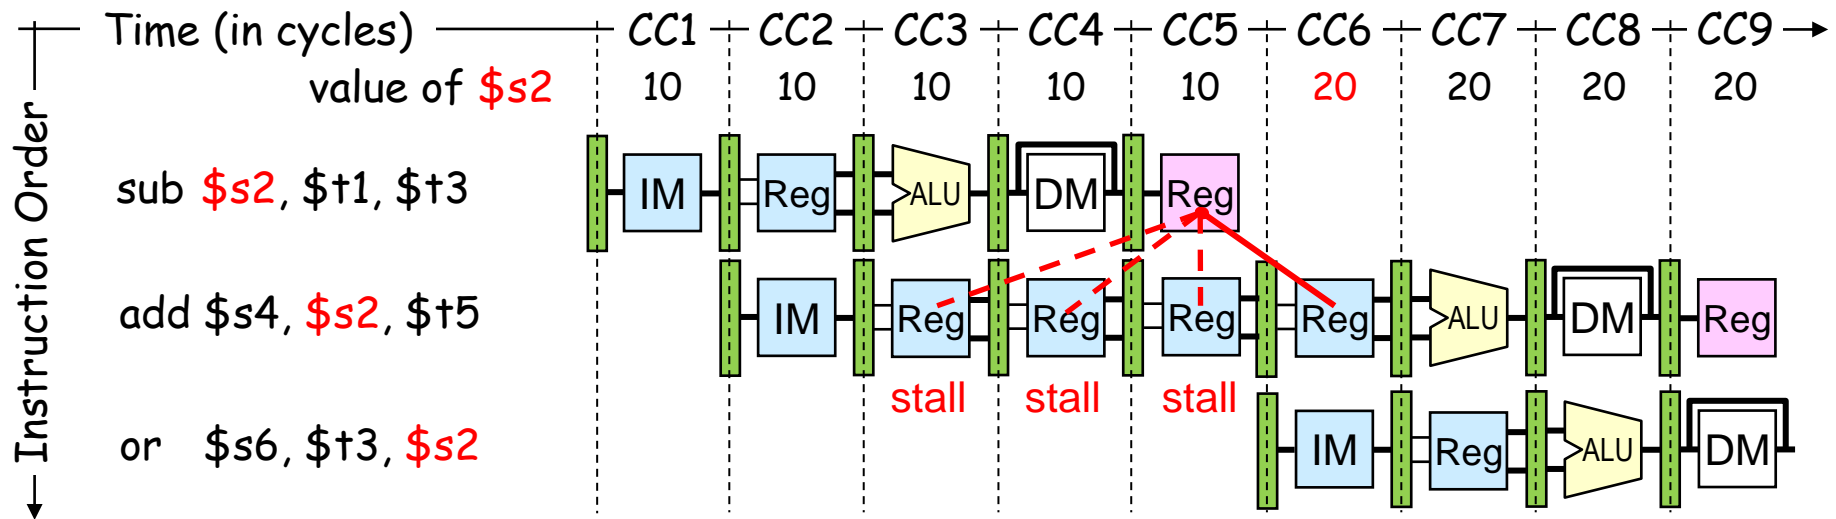 Time (in cycles) CC1 CC2 CC3 CC4 CC5 CC6 CC7 CC8 CC9
value of $s2 10 10 10 10 10 20 20 20 20
Instruction Order
sub $s2, $t1, $t3 IM Reg ALU DM Reg
add $s4, $s2, $t5 IM Reg Reg Reg Reg ALU DM Reg
stall stall stall
or $s6, $t3, $s2 IM Reg ALU DM